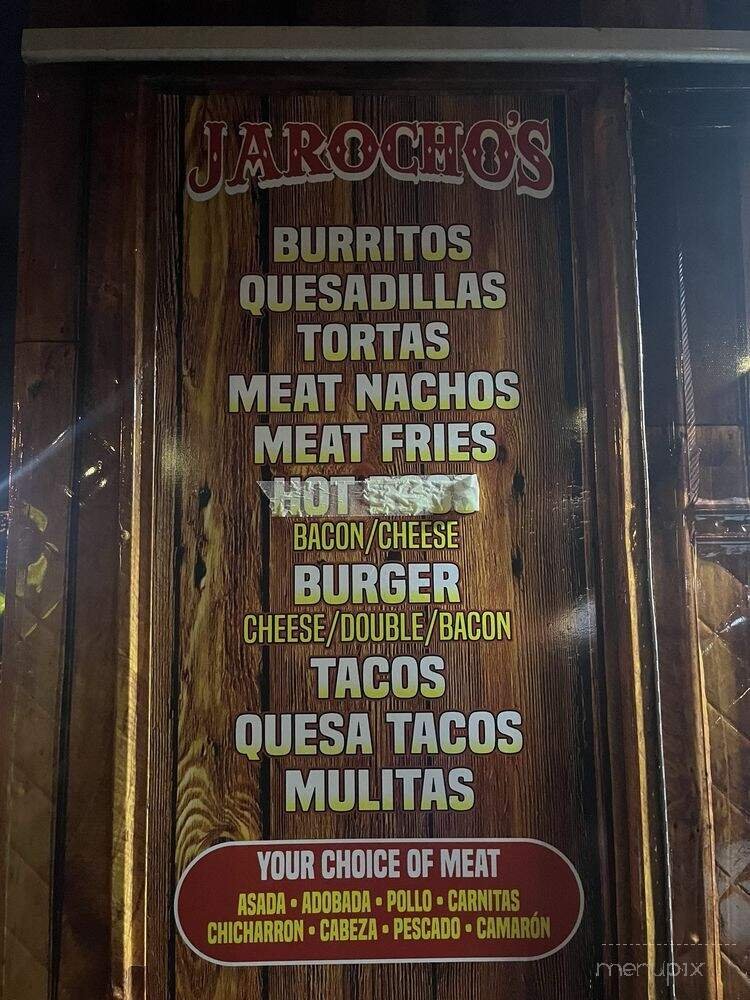 JAROCHO'S
BURRITOS
QUESADILLAS
TORTAS
MEAT NACHOS
MEAT FRIES
HOT
BACON/CHEESE
BURGER
CHEESE/DOUBLE/BACON
TACOS
QUESA TACOS
MULITAS
YOUR CHOICE OF MEAT
ASADA • ADOBADA • POLLO • CARNITAS
CHICHARRON • CABEZA • PESCADO • CAMARÓN
menupix